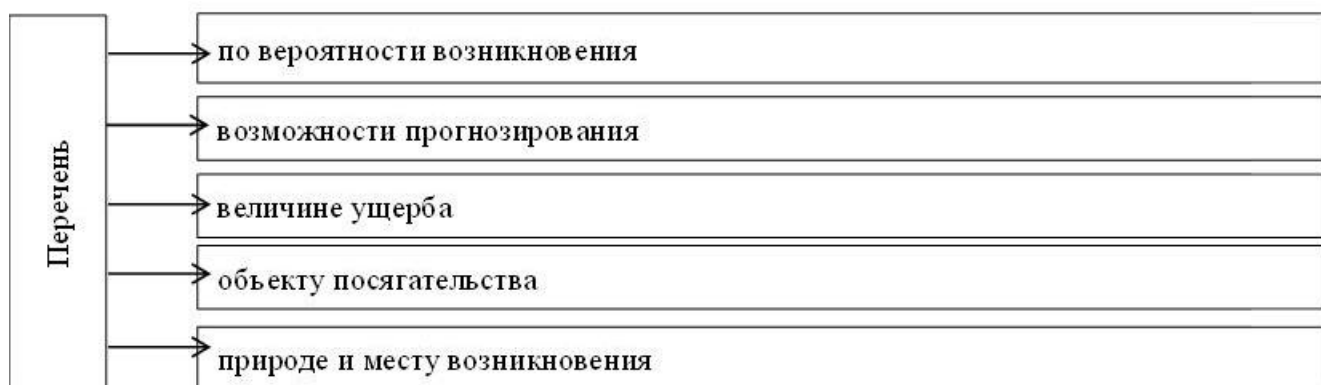 Перечень
по вероятности возникновения
возможности прогнозирования
величине ущерба
объекту посягательства
природе и месту возникновения